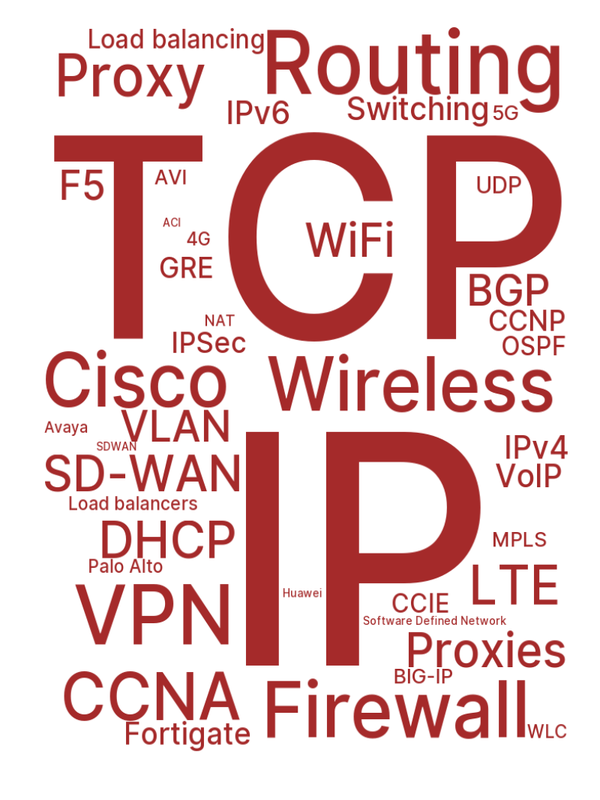 Load balancing
Routing
Proxy
IPv6
Switching
5G
TCP
F5
AVI
UDP
ACI
4G
WiFi
GRE
BGP
NAT
CCNP
IPSec
OSPF
Cisco
Wireless
Avaya
VLAN
IP
SDWAN
IPv4
SD-WAN
VoIP
Load balancers
DHCP
MPLS
Palo Alto
VPN
LTE
Huawei
CCIE
Software Defined Network
Proxies
BIG-IP
CCNA
Firewall
Fortigate
WLC